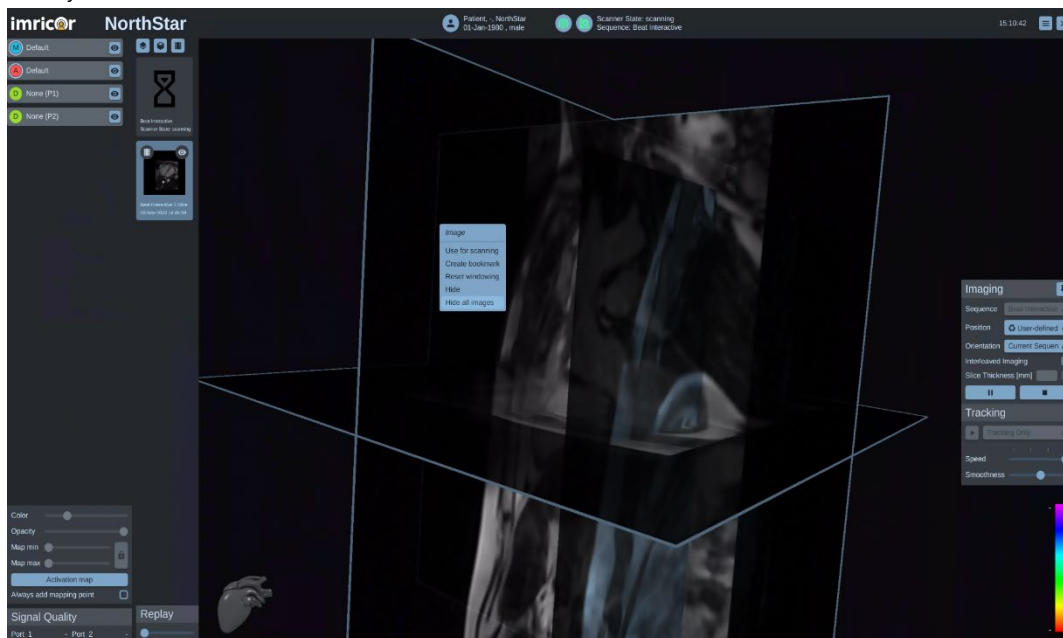 imricor NorthStar
Patient, -, NorthStar
01-Jan-1980 , male
Scanner State: scanning
Sequence: Beat Interactive
15:10:42
M Default
A Default
D None (P1)
D None (P2)
Beat Interactive
Scanner State: scanning
Beat Interactive
Image
Use for scanning
Create bookmark
Reset windowing
Hide
Hide all images
Imaging
Sequence Beat Interactive
Position User-defined
Orientation Current Sequen
Interleaved Imaging
Slice Thickness [mm]
Tracking
Tracking Only
Speed
Smoothness
Color
Opacity
Map min
Map max
Activation map
Always add mapping point
Signal Quality
Port 1 - Port 2 -
Replay